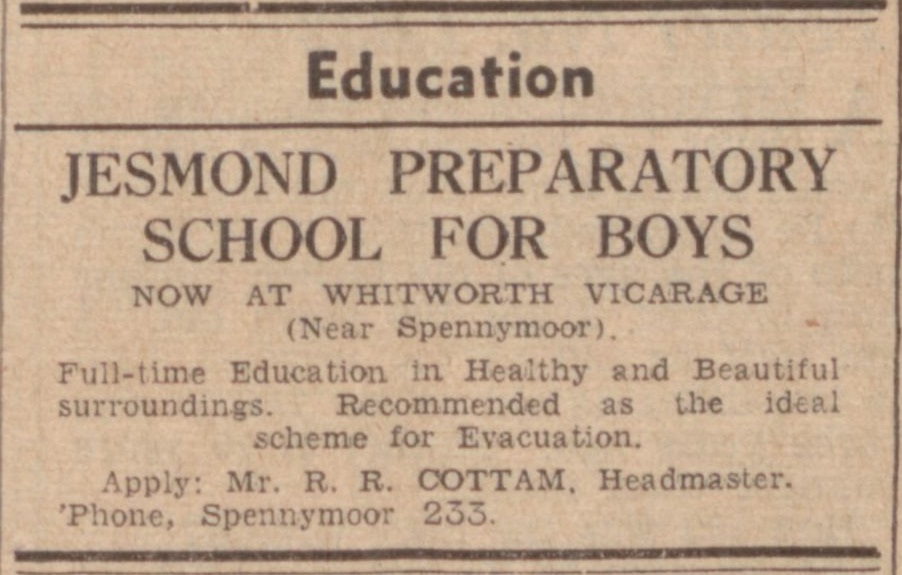 Education
JESMOND PREPARATORY
SCHOOL FOR BOYS
NOW AT WHITWORTH VICARAGE
(Near Spennymoor).
Full-time Education in Healthy and Beautiful
surroundings. Recommended as the ideal
scheme for Evacuation.
Apply: Mr. R. R. COTTAM, Headmaster.
'Phone, Spennymoor 233.